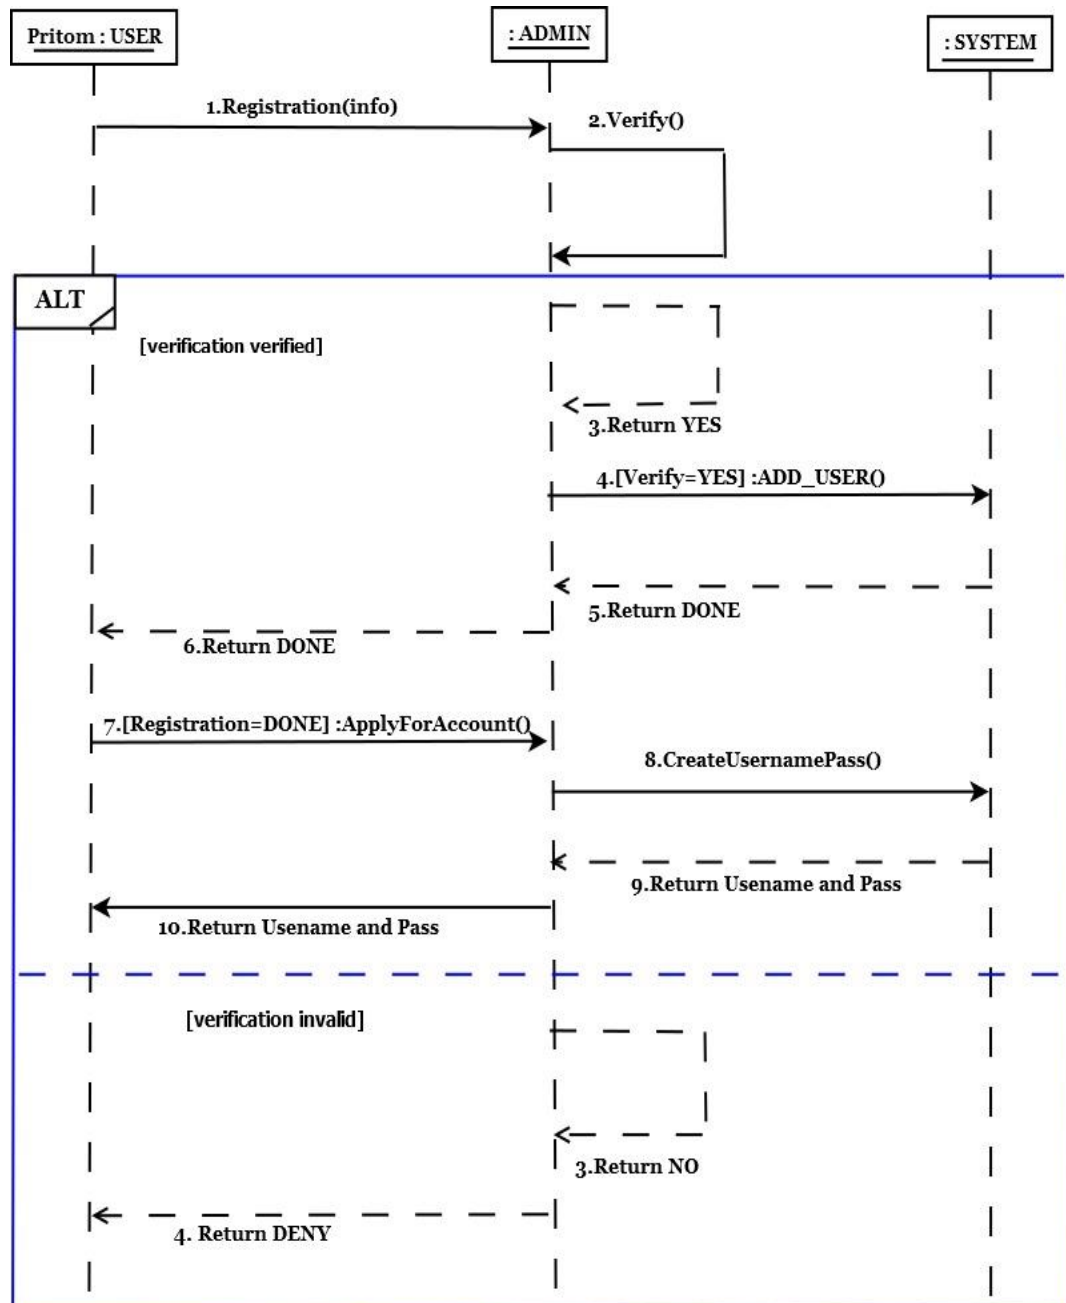 Pritom : USER
: ADMIN
: SYSTEM
1.Registration(info)
2.Verify()
ALT
[verification verified]
3.Return YES
4.[Verify=YES] :ADD_USER()
5.Return DONE
6.Return DONE
7.[Registration=DONE] :ApplyForAccount()
8.CreateUsernamePass()
9.Return Usename and Pass
10.Return Usename and Pass
[verification invalid]
3.Return NO
4. Return DENY